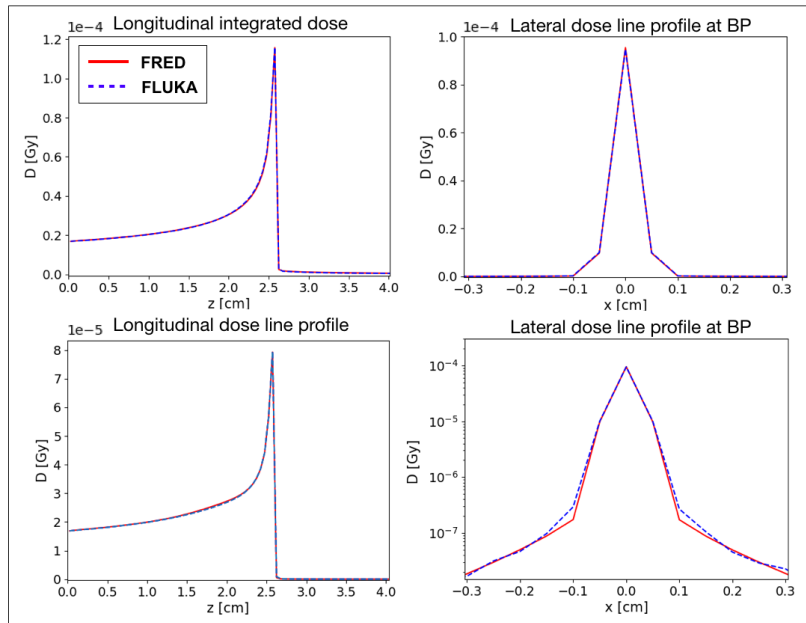 Longitudinal integrated dose
1e−4
D [Gy]
1.2
1.0
0.8
0.6
0.4
0.2
0.0
FRED
FLUKA
0.0 0.5 1.0 1.5 2.0 2.5 3.0 3.5 4.0
z [cm]
Lateral dose line profile at BP
1e−4
D [Gy]
1.0
0.8
0.6
0.4
0.2
0.0
−0.3 −0.2 −0.1 0.0 0.1 0.2 0.3
x [cm]
Longitudinal dose line profile
1e−5
D [Gy]
8
7
6
5
4
3
2
1
0
0.0 0.5 1.0 1.5 2.0 2.5 3.0 3.5 4.0
z [cm]
Lateral dose line profile at BP
D [Gy]
10−4
10−5
10−6
10−7
−0.3 −0.2 −0.1 0.0 0.1 0.2 0.3
x [cm]